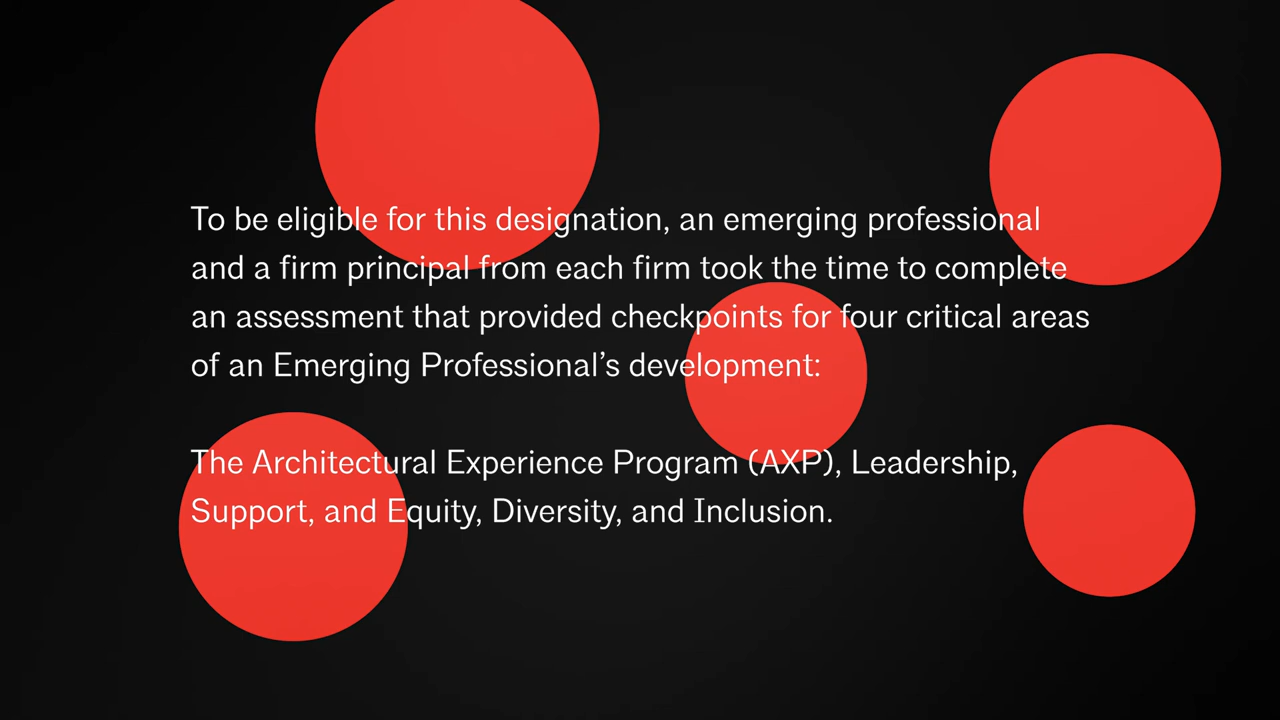 To be eligible for this designation, an emerging professional
and a firm principal from each firm took the time to complete
an assessment that provided checkpoints for four critical areas
of an Emerging Professional’s development:
The Architectural Experience Program (AXP), Leadership,
Support, and Equity, Diversity, and Inclusion.